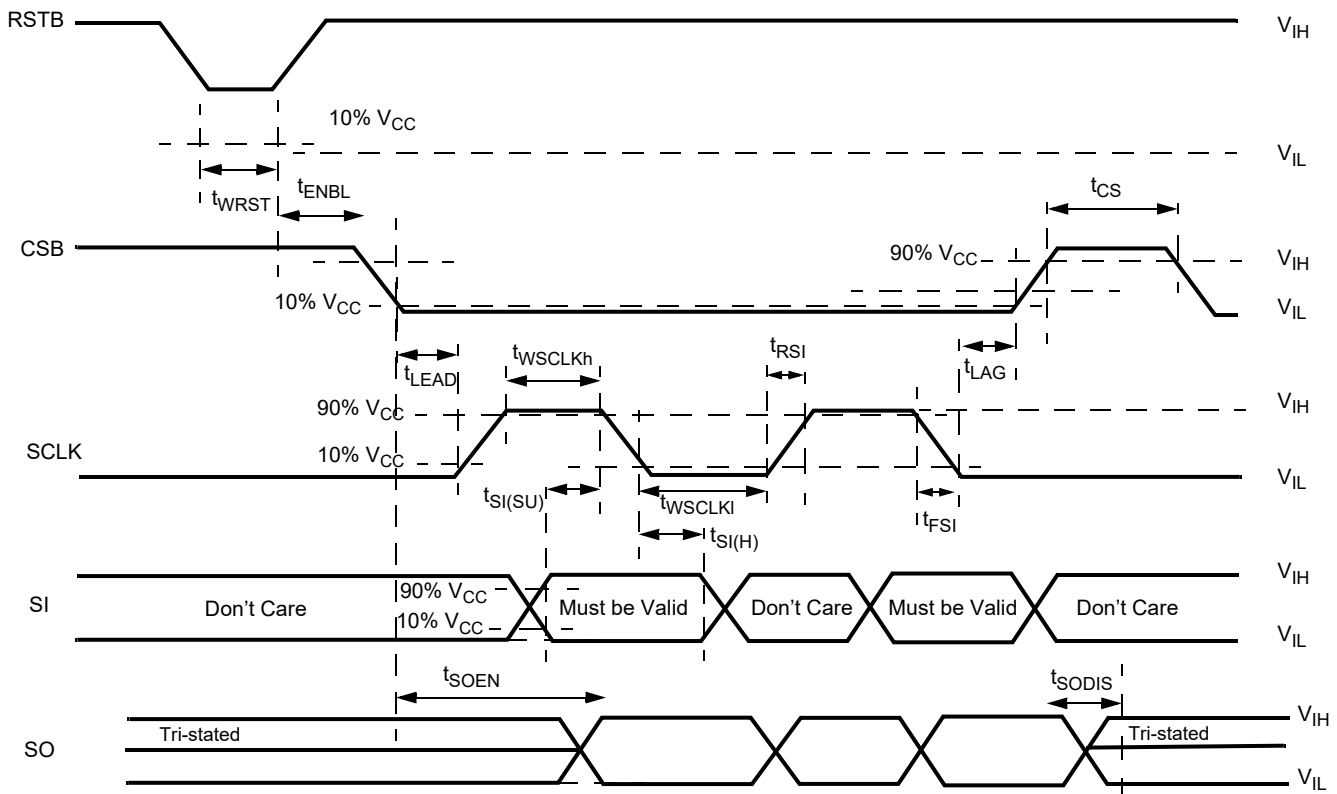 RSTB
V_IH
10% V_CC
V_IL
t_WRST
t_ENBL
t_CS
CSB
90% V_CC
V_IH
10% V_CC
V_IL
t_LEAD
t_WSCLKh
t_RSI
t_LAG
90% V_CC
V_IH
SCLK
10% V_CC
V_IL
t_SI(SU)
t_WSCLKl
t_SI(H)
t_FSI
SI
Don't Care
90% V_CC
10% V_CC
Must be Valid
Don't Care
Must be Valid
Don't Care
V_IH
V_IL
t_SOEN
t_SODIS
SO
Tri-stated
Tri-stated
V_IH
V_IL